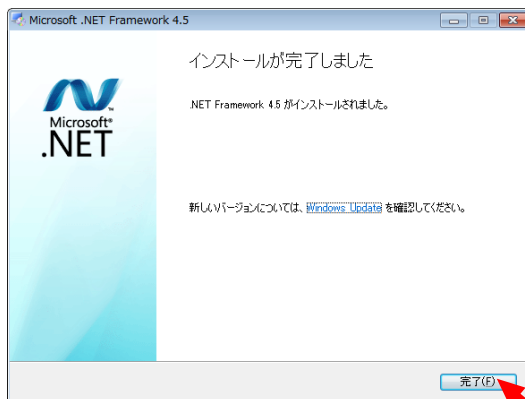 Microsoft .NET Framework 4.5
インストールが完了しました
Microsoft®
.NET
.NET Framework 4.5 がインストールされました。
新しいバージョンについては、Windows Update を確認してください。
完了(F)